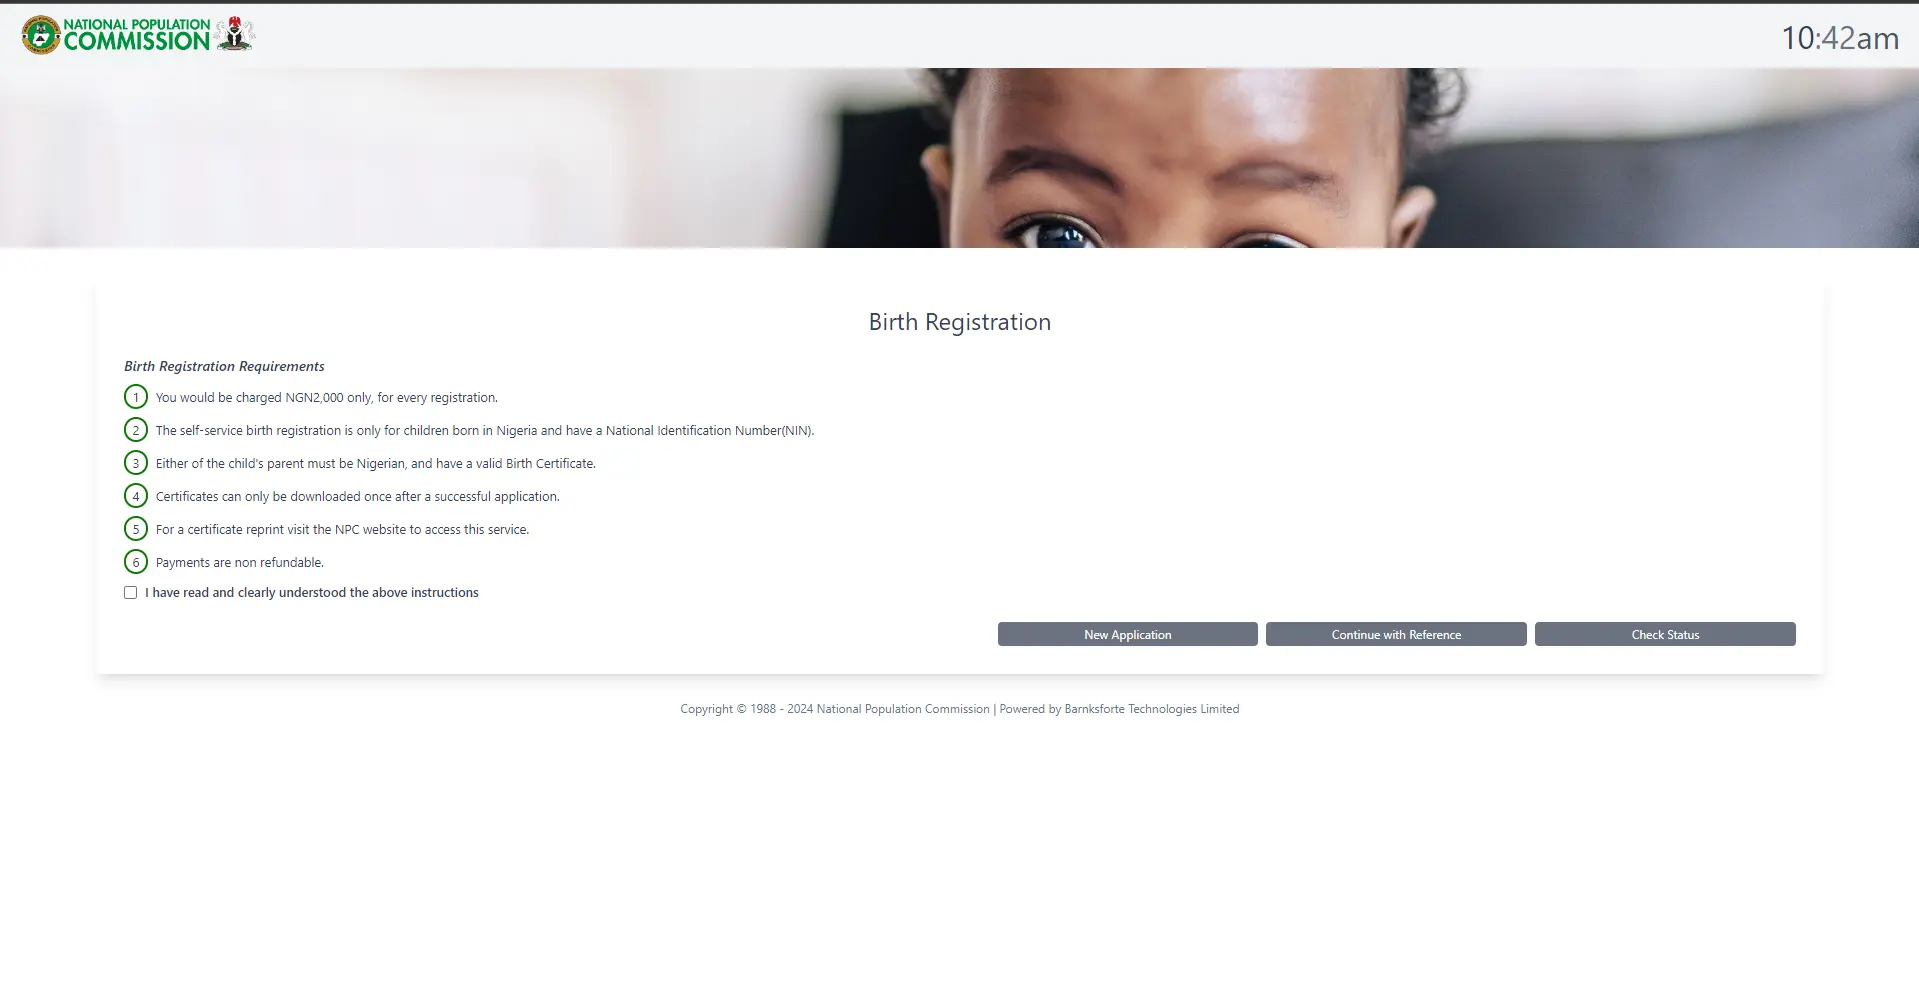 NATIONAL POPULATION
COMMISSION
10:42am
Birth Registration
Birth Registration Requirements
1 You would be charged NGN2,000 only, for every registration.
2 The self-service birth registration is only for children born in Nigeria and have a National Identification Number(NIN).
3 Either of the child's parent must be Nigerian, and have a valid Birth Certificate.
4 Certificates can only be downloaded once after a successful application.
5 For a certificate reprint visit the NPC website to access this service.
6 Payments are non refundable.
I have read and clearly understood the above instructions
New Application Continue with Reference Check Status
Copyright © 1988 - 2024 National Population Commission | Powered by Barnksforte Technologies Limited